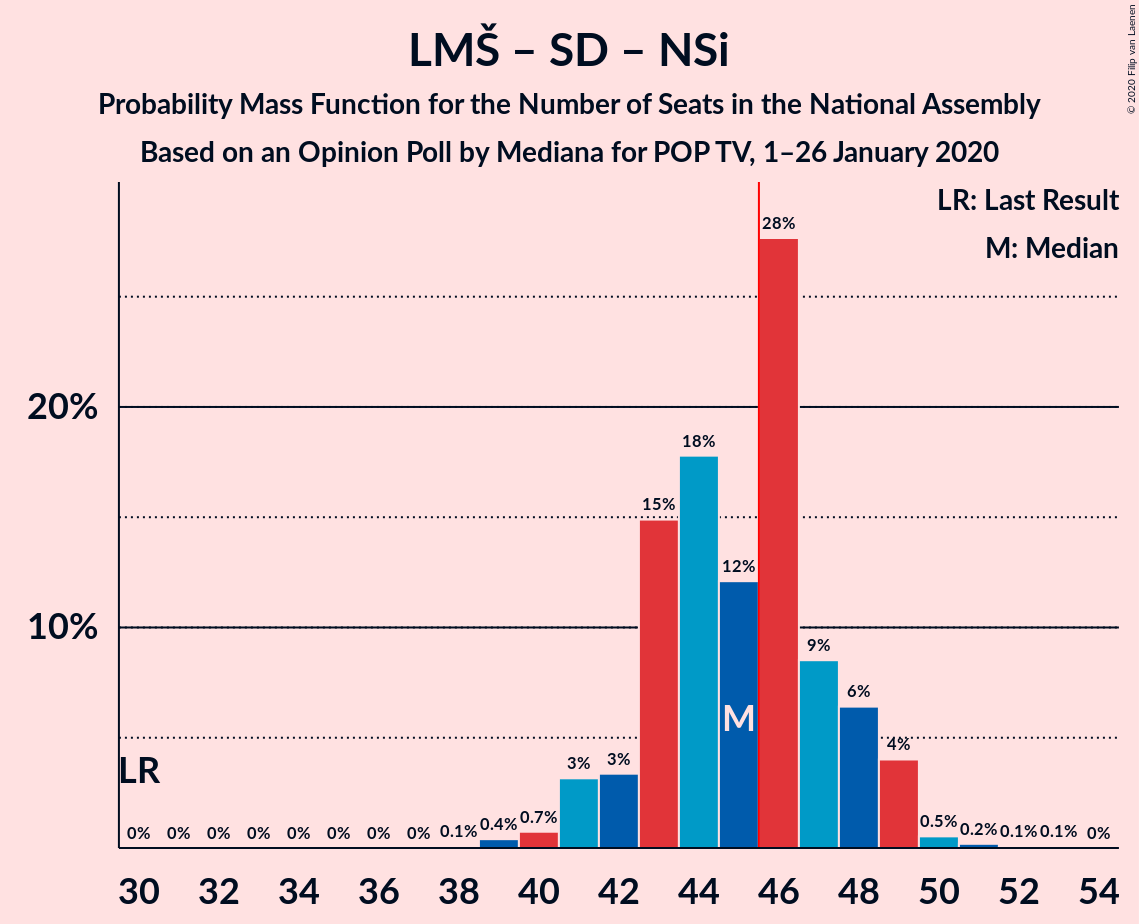 LMŠ – SD – NSi
Probability Mass Function for the Number of Seats in the National Assembly
Based on an Opinion Poll by Mediana for POP TV, 1–26 January 2020
© 2020 Filip van Laenen
LR: Last Result
M: Median
20%
10%
LR
M
0% 0% 0% 0% 0% 0% 0% 0% 0.1% 0.4% 0.7% 3% 3% 15% 18% 12% 28% 9% 6% 4% 0.5% 0.2% 0.1% 0.1% 0%
30 32 34 36 38 40 42 44 46 48 50 52 54